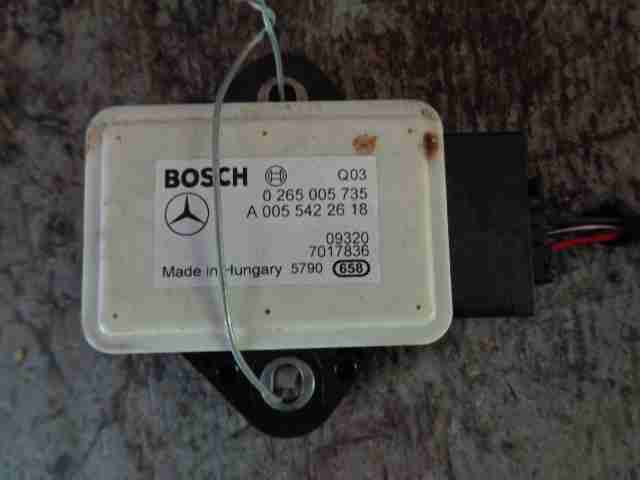 BOSCH Q03
0 265 005 735
A 005 542 26 18
09320
7017836
Made in Hungary 5790 658